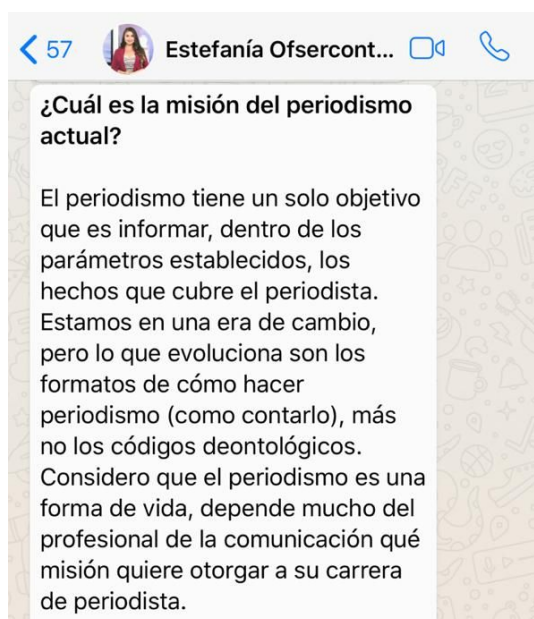 57 Estefanía Ofsercont...
¿Cuál es la misión del periodismo
actual?
El periodismo tiene un solo objetivo
que es informar, dentro de los
parámetros establecidos, los
hechos que cubre el periodista.
Estamos en una era de cambio,
pero lo que evoluciona son los
formatos de cómo hacer
periodismo (como contarlo), más
no los códigos deontológicos.
Considero que el periodismo es una
forma de vida, depende mucho del
profesional de la comunicación qué
misión quiere otorgar a su carrera
de periodista.